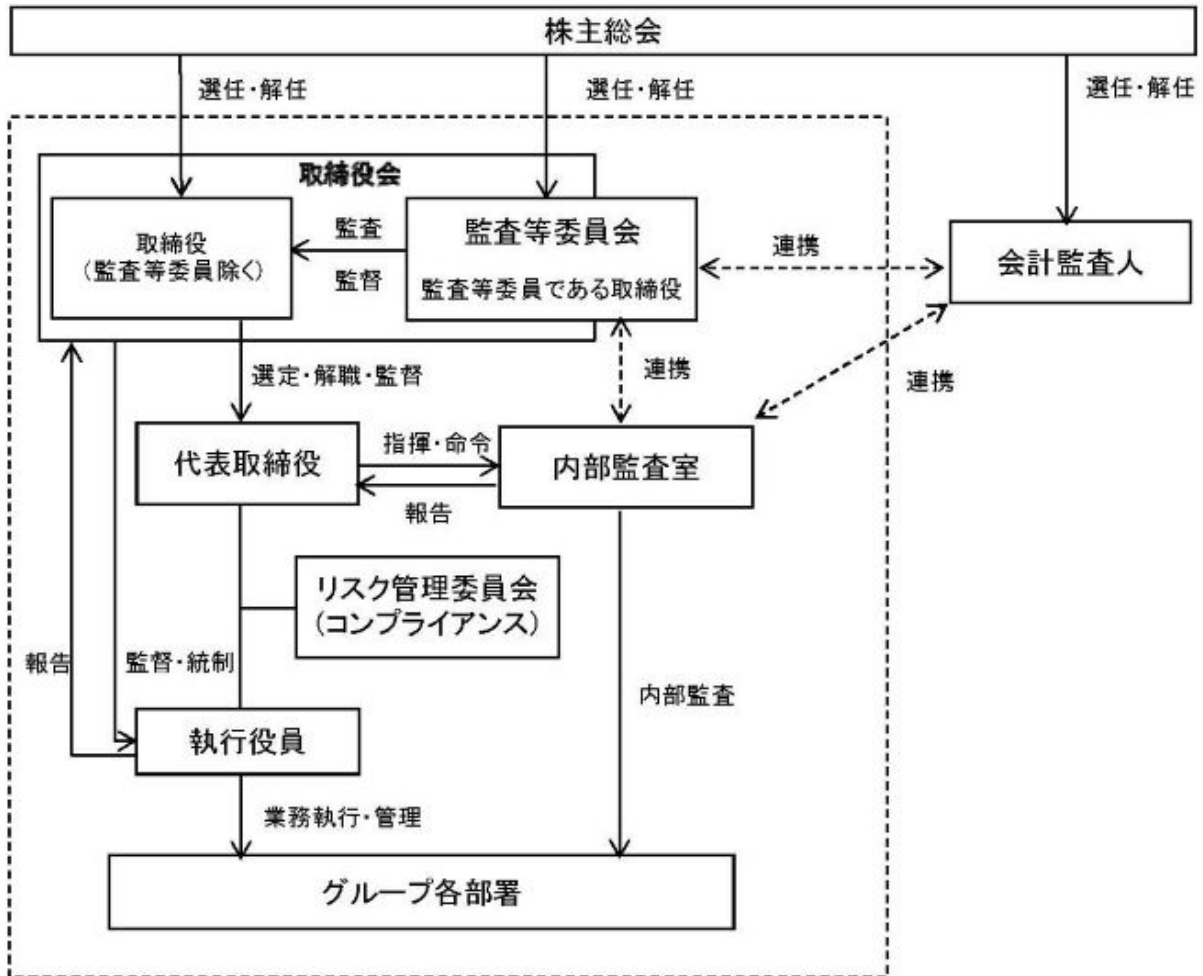 株主総会
選任・解任
選任・解任
選任・解任
取締役会
取締役
(監査等委員除く)
監査
監督
監査等委員会
監査等委員である取締役
連携
会計監査人
選定・解職・監督
連携
連携
代表取締役
指揮・命令
報告
内部監査室
リスク管理委員会
(コンプライアンス)
報告
監督・統制
内部監査
執行役員
業務執行・管理
グループ各部署